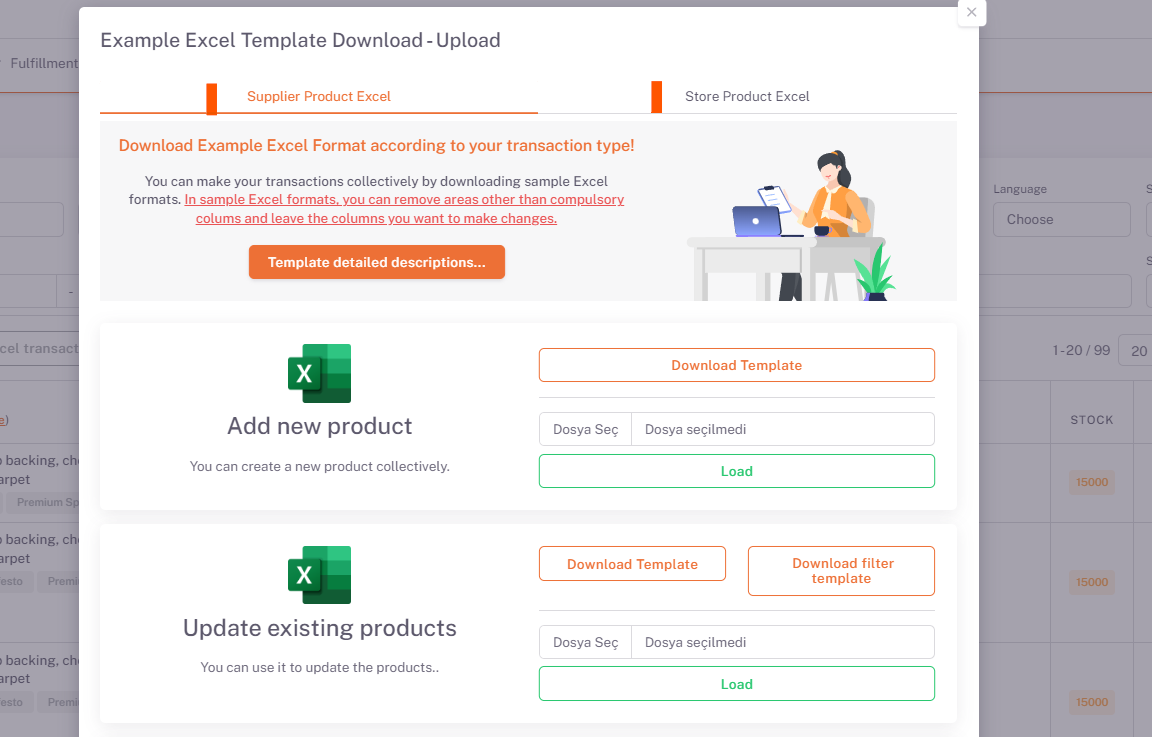 Example Excel Template Download - Upload
Fulfillment
Supplier Product Excel
Store Product Excel
Download Example Excel Format according to your transaction type!
You can make your transactions collectively by downloading sample Excel
formats. In sample Excel formats, you can remove areas other than compulsory
colums and leave the columns you want to make changes.
Template detailed descriptions...
Language
Choose
-
cel transact
1 - 20 / 99
20
X
Add new product
You can create a new product collectively.
Download Template
Dosya Seç
Dosya seçilmedi
Load
STOCK
backing, ch
arpet
Premium Sp
15000
X
Update existing products
You can use it to update the products..
Download Template
Download filter
template
Dosya Seç
Dosya seçilmedi
Load
backing, ch
arpet
esto
Premi
15000
backing, ch
arpet
esto
Premi
15000